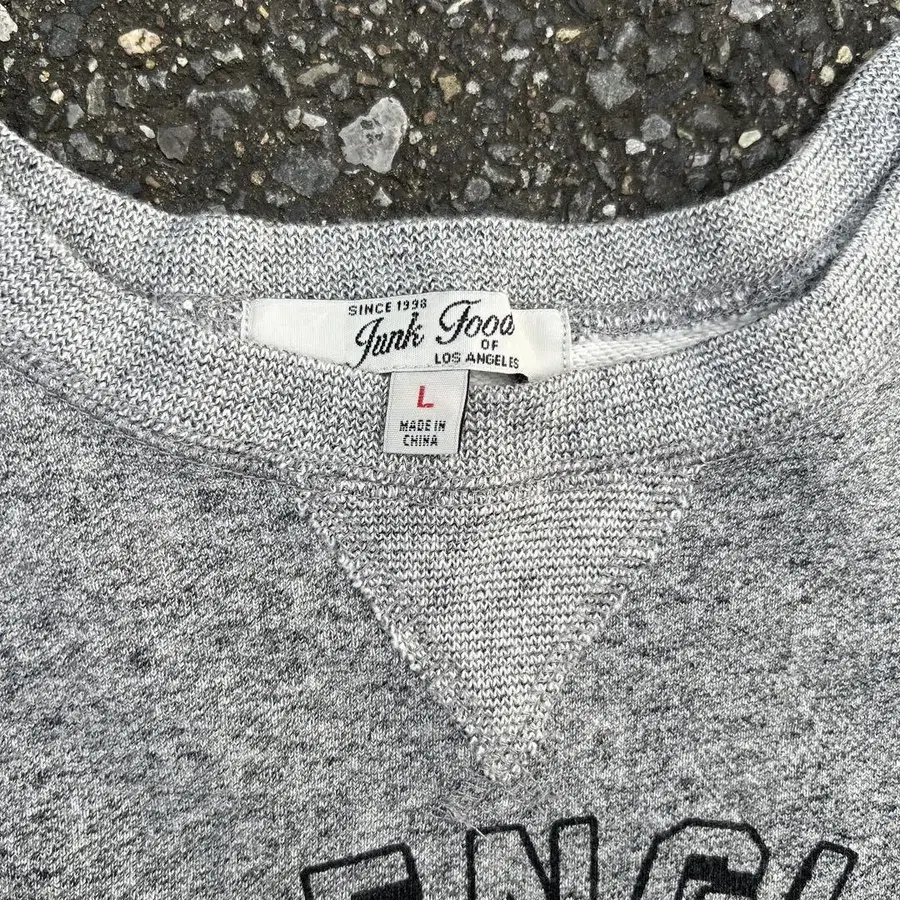 SINCE 1998
Junk Food
OF
LOS ANGELES
L
MADE IN
CHINA